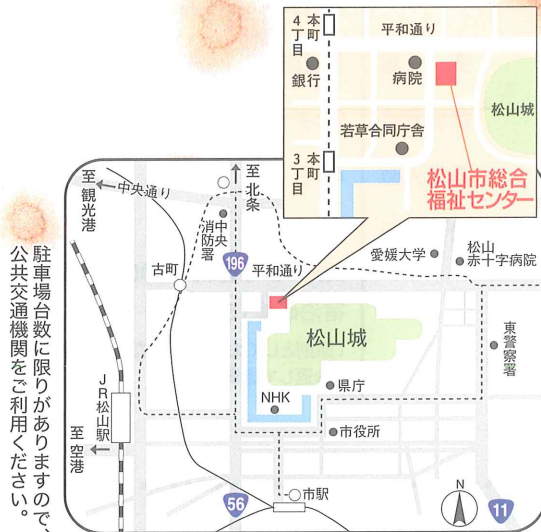 本町
4丁目
平和通り
銀行
病院
松山城
若草合同庁舎
本町
3丁目
松山市総合
福祉センター
至北条
至観光港
中央通り
中央
消防署
196
古町
平和通り
愛媛大学
松山
赤十字病院
松山城
東警察署
県庁
NHK
市役所
JR松山駅
至空港
市駅
56
N
11
駐車場台数に限りがありますので、
公共交通機関をご利用ください。